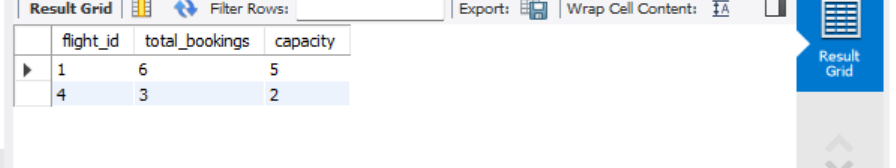 Result Grid Filter Rows: Export: Wrap Cell Content: IA
flight_id total_bookings capacity
1 6 5
4 3 2
Result
Grid